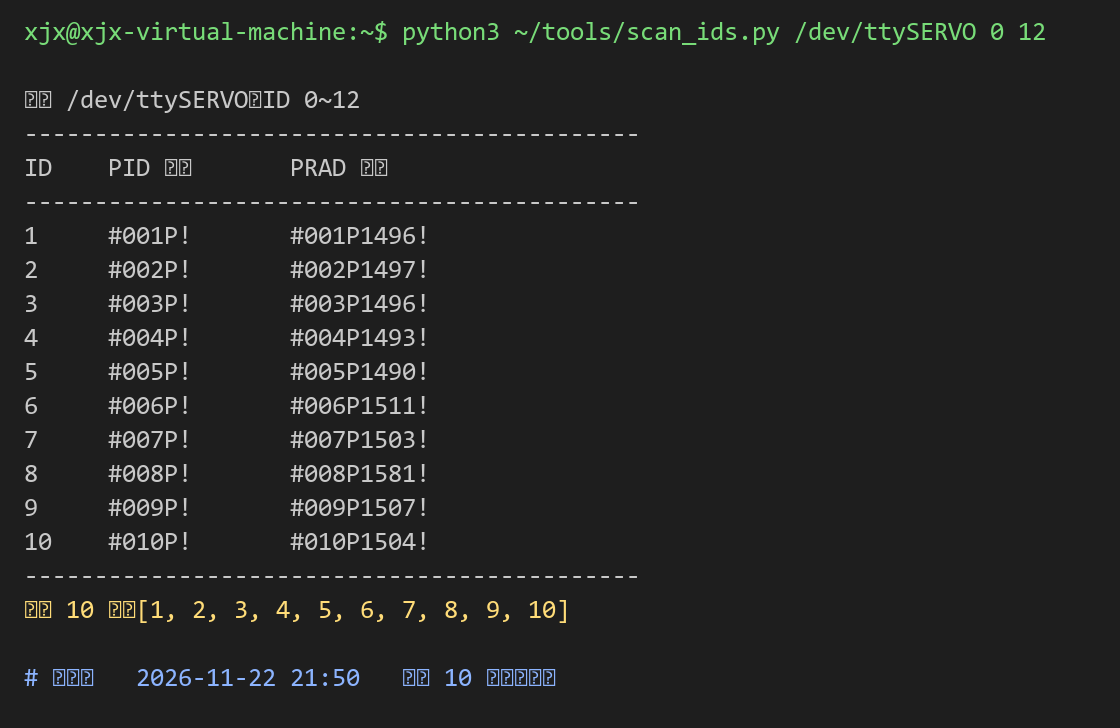 xjx@xjx-virtual-machine:~$ python3 ~/tools/scan_ids.py /dev/ttySERVO 0 12
/dev/ttySERVO ID 0~12
--------------------------------------------
ID PID PRAD
--------------------------------------------
1 #001P! #001P1496!
2 #002P! #002P1497!
3 #003P! #003P1496!
4 #004P! #004P1493!
5 #005P! #005P1490!
6 #006P! #006P1511!
7 #007P! #007P1503!
8 #008P! #008P1581!
9 #009P! #009P1507!
10 #010P! #010P1504!
--------------------------------------------
10 [1, 2, 3, 4, 5, 6, 7, 8, 9, 10]
# 2026-11-22 21:50 10